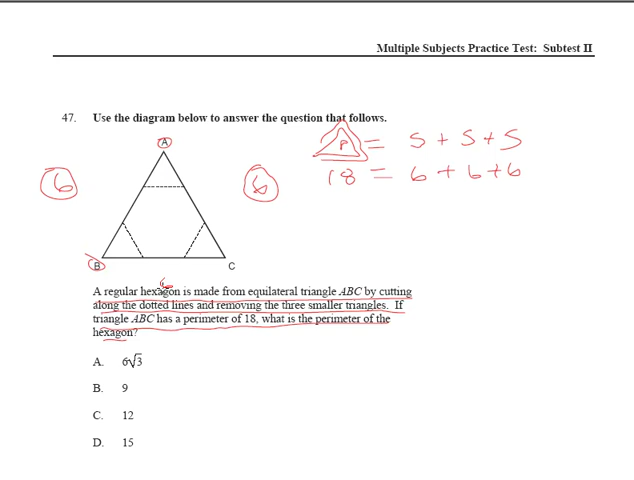 Multiple Subjects Practice Test: Subtest II
47. Use the diagram below to answer the question that follows.
P = S + S + S
18 = 6 + 6 + 6
A
6
6
B
C
6
A regular hexagon is made from equilateral triangle ABC by cutting
along the dotted lines and removing the three smaller triangles. If
triangle ABC has a perimeter of 18, what is the perimeter of the
hexagon?
A. 6√3
B. 9
C. 12
D. 15